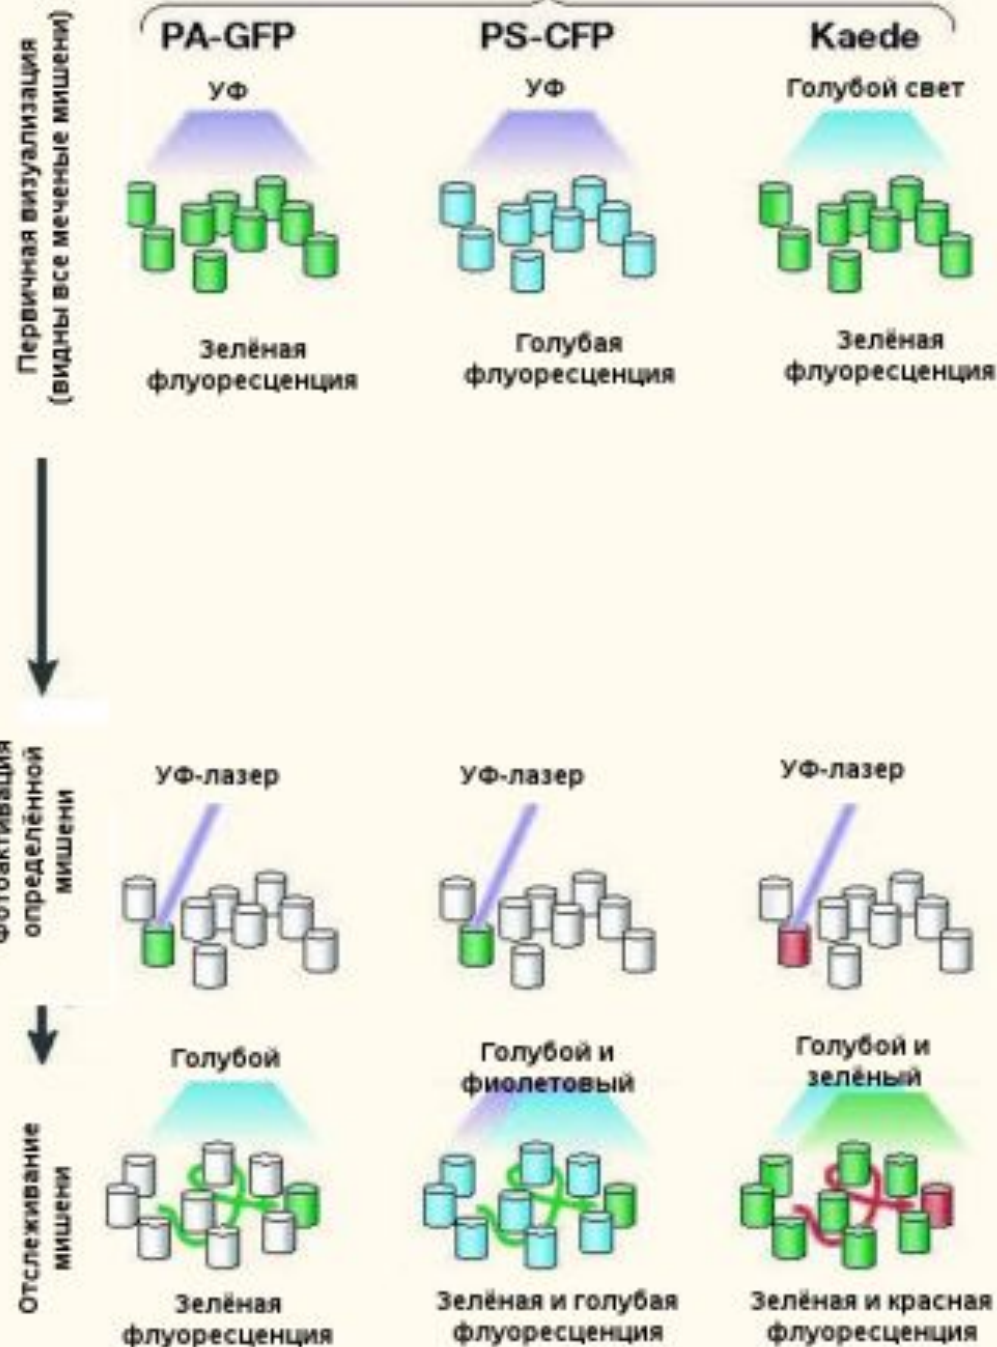 PA-GFP
PS-CFP
Kaede
Первичная визуализация
(видны все меченые мишени)
УФ
УФ
Голубой свет
Зелёная
флуоресценция
Голубая
флуоресценция
Зелёная
флуоресценция
Фотоактивация
определённой
мишени
УФ-лазер
УФ-лазер
УФ-лазер
Отслеживание
мишени
Голубой
Голубой и
фиолетовый
Голубой и
зелёный
Зелёная
флуоресценция
Зелёная и голубая
флуоресценция
Зелёная и красная
флуоресценция